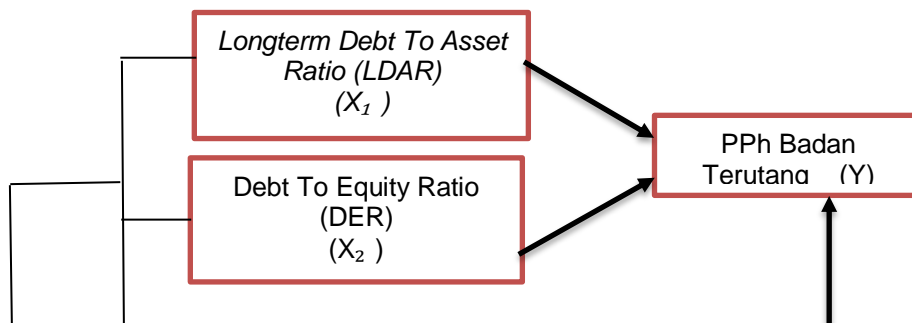 Longterm Debt To Asset
Ratio (LDAR)
(X₁ )
Debt To Equity Ratio
(DER)
(X₂ )
PPh Badan
Terutang (Y)